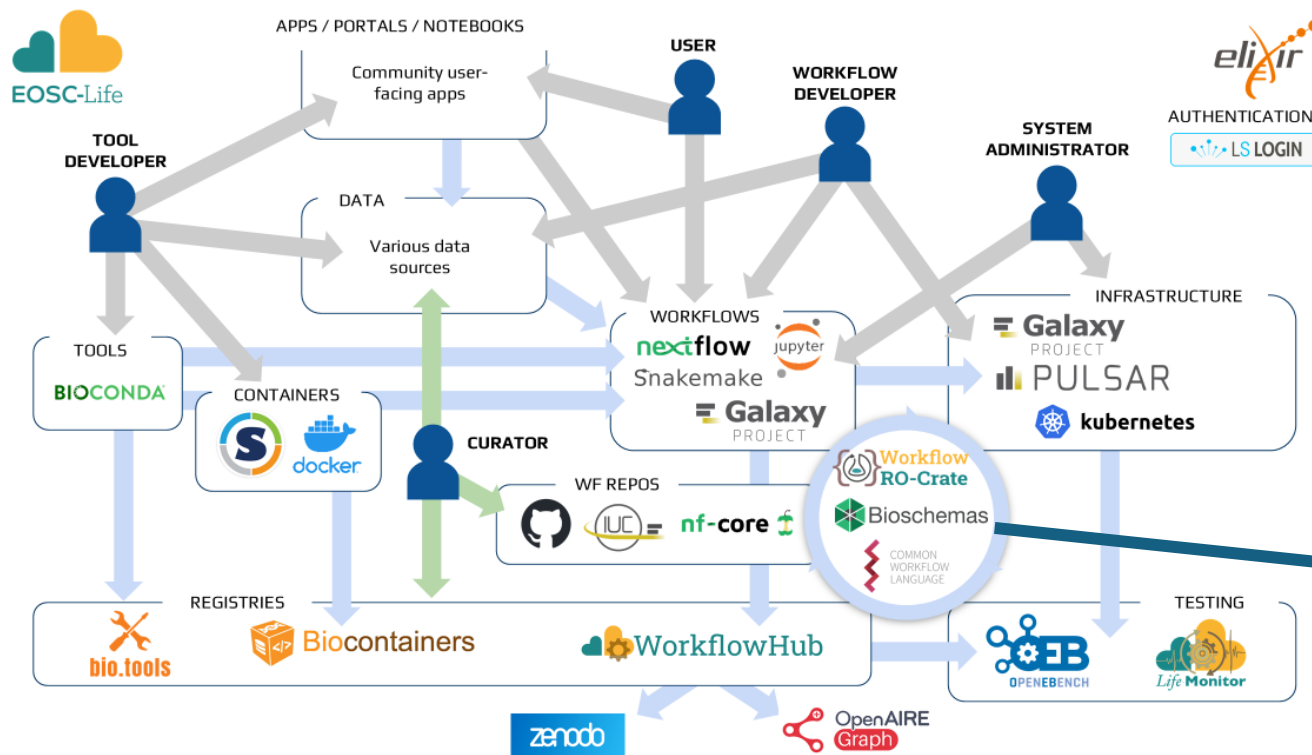 EOSC-Life
APPS / PORTALS / NOTEBOOKS
Community user-
facing apps
USER
WORKFLOW
DEVELOPER
elixir
AUTHENTICATION
LS LOGIN
TOOL
DEVELOPER
SYSTEM
ADMINISTRATOR
DATA
Various data
sources
WORKFLOWS
nextflow
jupyter
Snakemake
Galaxy
PROJECT
INFRASTRUCTURE
Galaxy
PROJECT
PULSAR
kubernetes
TOOLS
BIOCONDA
CONTAINERS
S
docker
CURATOR
WF REPOS
IUC
nf-core
Workflow
RO-Crate
Bioschemas
COMMON
WORKFLOW
LANGUAGE
REGISTRIES
bio.tools
Biocontainers
WorkflowHub
TESTING
EB
OPENEBENCH
Life Monitor
zenodo
OpenAIRE
Graph